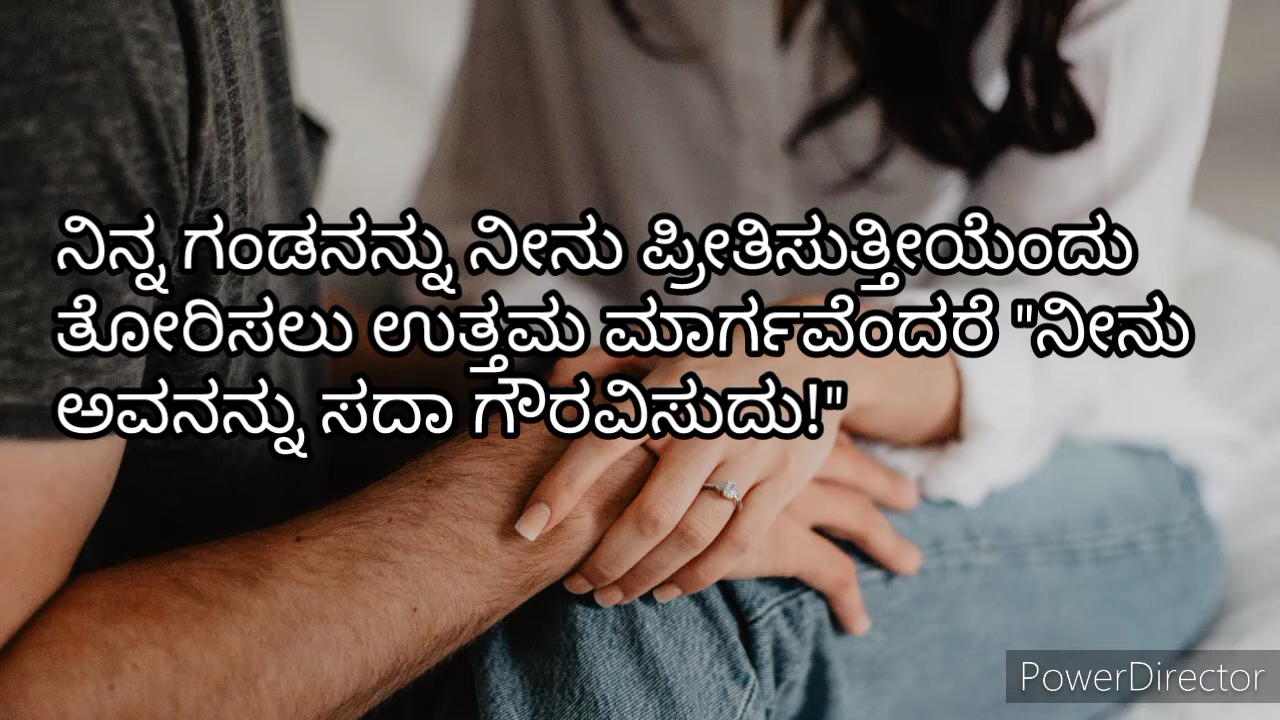 ನಿನ್ನ ಗಂಡನನ್ನು ನೀನು ಪ್ರೀತಿಸುತ್ತೀಯೆಂದು
ತೋರಿಸಲು ಉತ್ತಮ ಮಾರ್ಗವೆಂದರೆ "ನೀನು
ಅವನನ್ನು ಸದಾ ಗೌರವಿಸುದು!"
PowerDirector